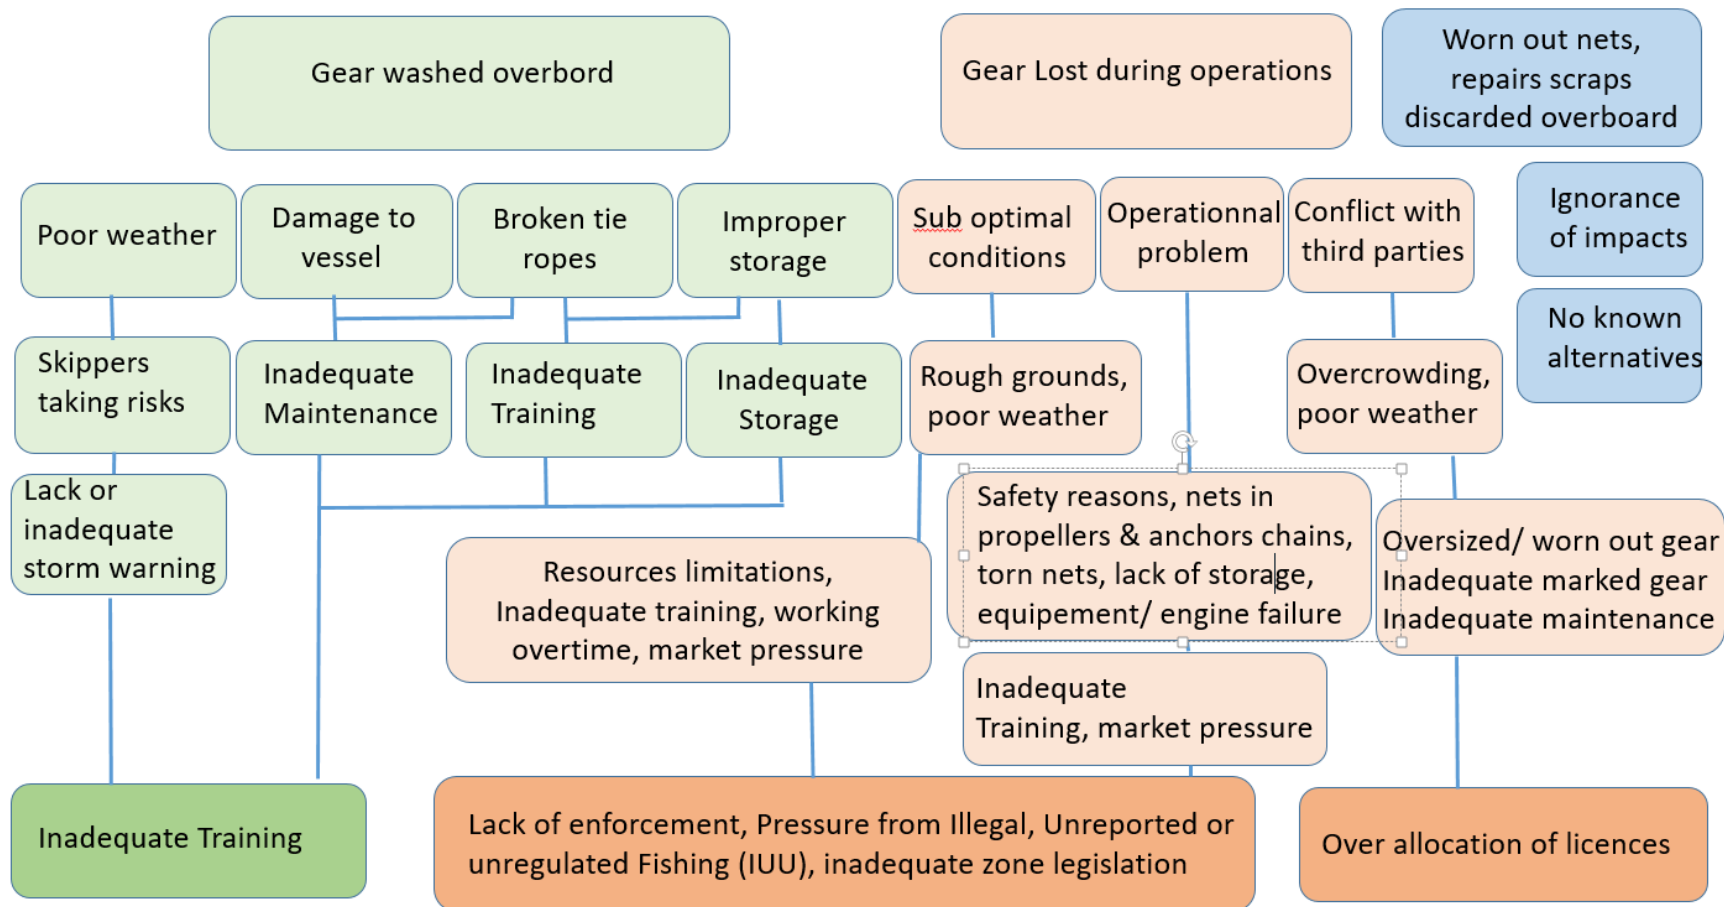 Gear washed overbord
Gear Lost during operations
Worn out nets,
repairs scraps
discarded overboard
Poor weather
Damage to
vessel
Broken tie
ropes
Improper
storage
Sub optimal
conditions
Operationnal
problem
Conflict with
third parties
Ignorance
of impacts
No known
alternatives
Skippers
taking risks
Inadequate
Maintenance
Inadequate
Training
Inadequate
Storage
Rough grounds,
poor weather
Overcrowding,
poor weather
Lack or
inadequate
storm warning
Resources limitations,
Inadequate training, working
overtime, market pressure
Safety reasons, nets in
propellers & anchors chains,
torn nets, lack of storage,
equipement/ engine failure
Oversized/ worn out gear
Inadequate marked gear
Inadequate maintenance
Inadequate
Training, market pressure
Inadequate Training
Lack of enforcement, Pressure from Illegal, Unreported or
unregulated Fishing (IUU), inadequate zone legislation
Over allocation of licences